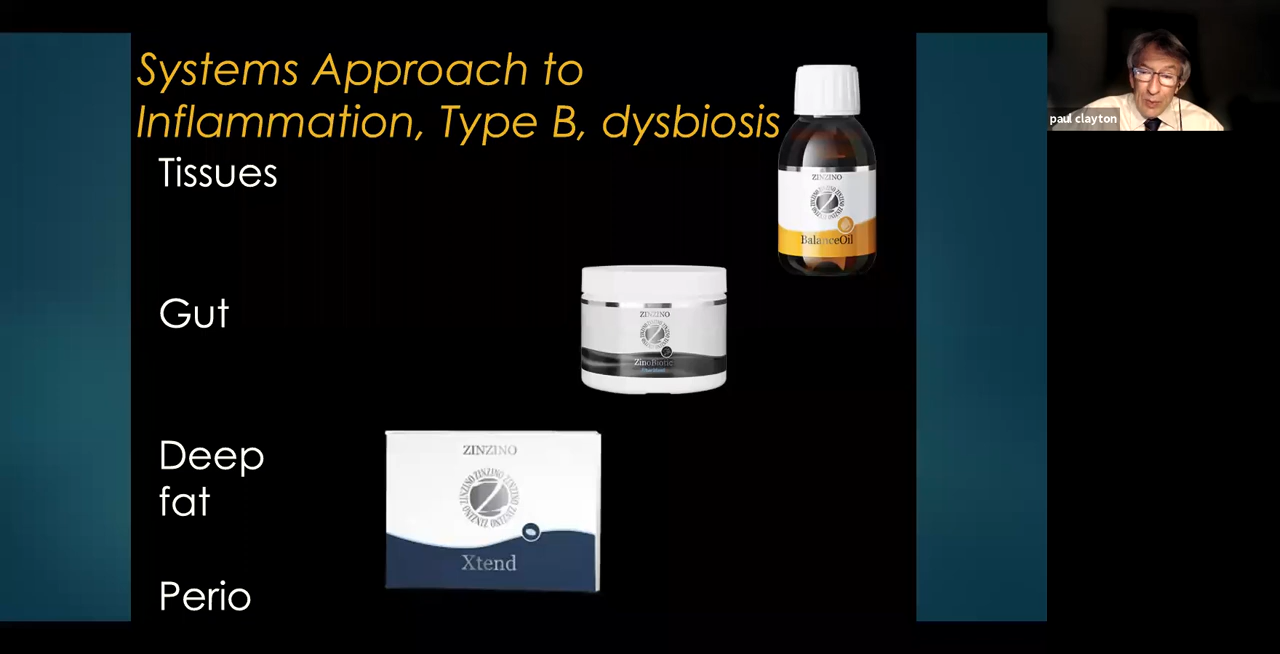 Systems Approach to
Inflammation, Type B, dysbiosis
paul clayton
Tissues
ZINZINO
BalanceOil
Gut
ZINZINO
ZinoBiotic
Deep
fat
ZINZINO
Xtend
Perio